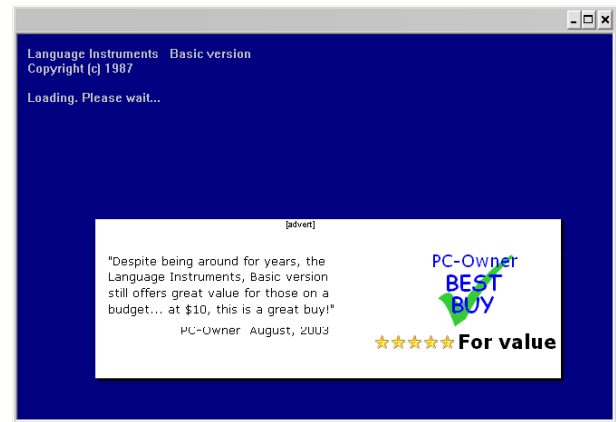 Language Instruments   Basic version
Copyright (c) 1987
Loading. Please wait...
[advert]
"Despite being around for years, the
Language Instruments, Basic version
still offers great value for those on a
budget... at $10, this is a great buy!"
PC-Owner August, 2003
PC-Owner
BEST
BUY
For value